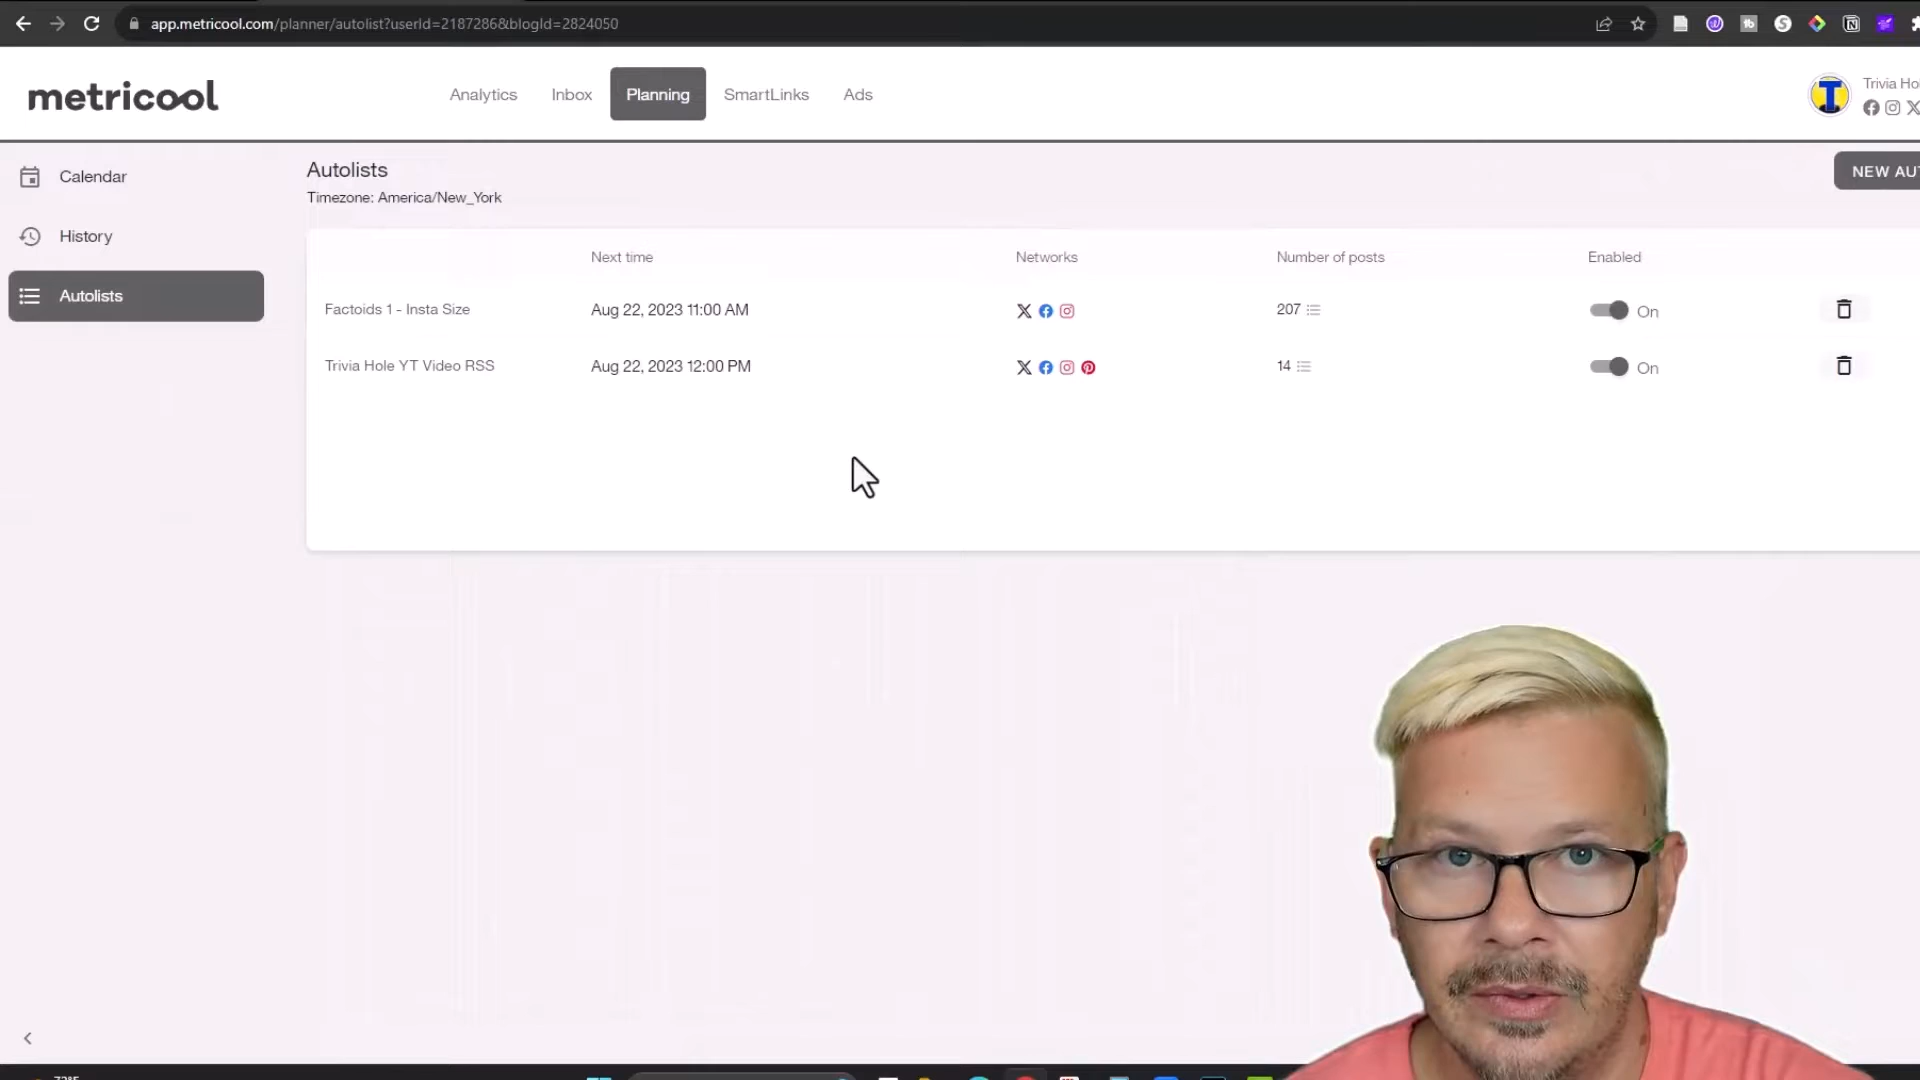 app.metricool.com/planner/autolist?userId=2187286&blogId=2824050
metricool
Analytics
Inbox
Planning
SmartLinks
Ads
T
Trivia Ho
Calendar
History
Autolists
Autolists
Timezone: America/New_York
NEW AU
Next time
Networks
Number of posts
Enabled
Factoids 1 - Insta Size
Aug 22, 2023 11:00 AM
207
On
Trivia Hole YT Video RSS
Aug 22, 2023 12:00 PM
14
On